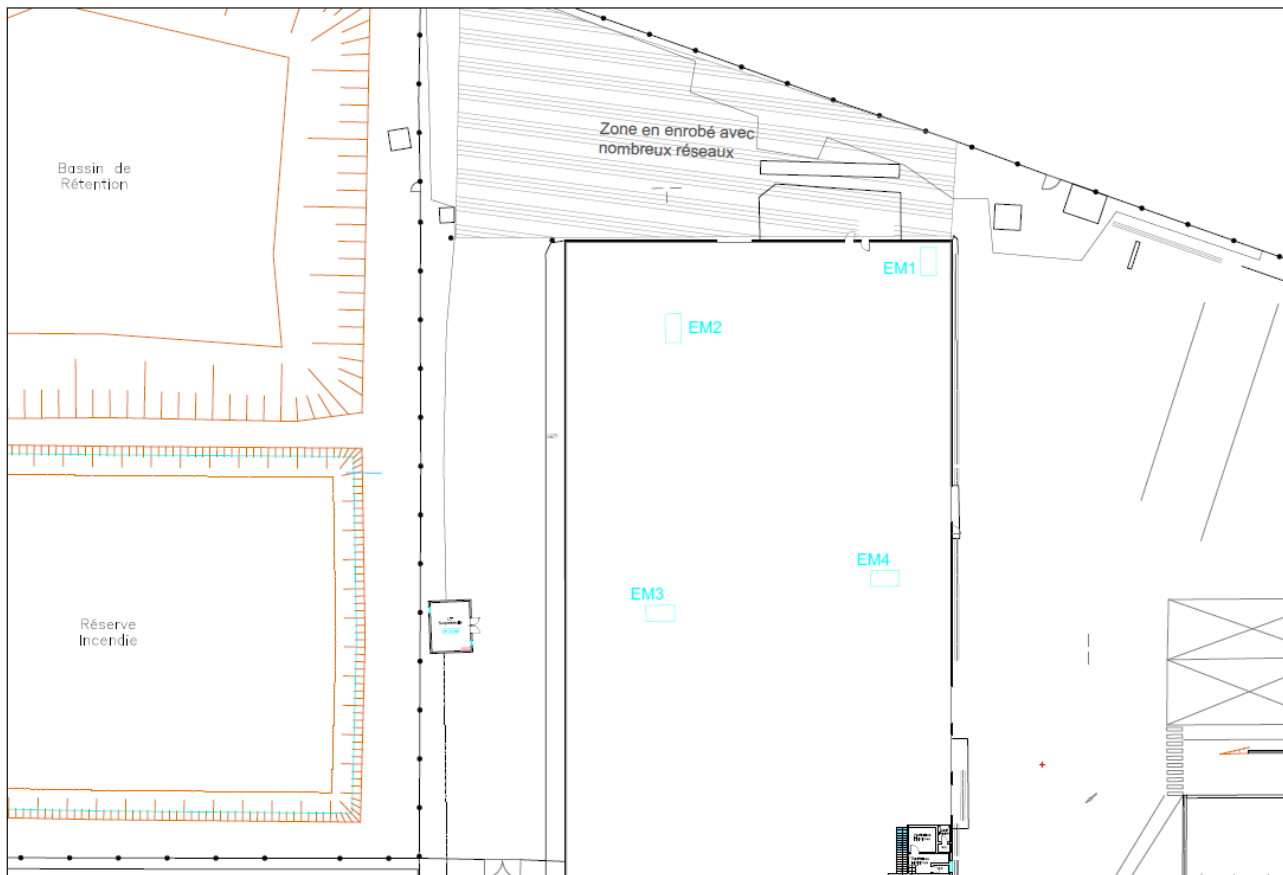 Zone en enrobé avec
nombreux réseaux
Bassin de
Rétention
EM1
EM2
EM4
EM3
Réserve
Incendie